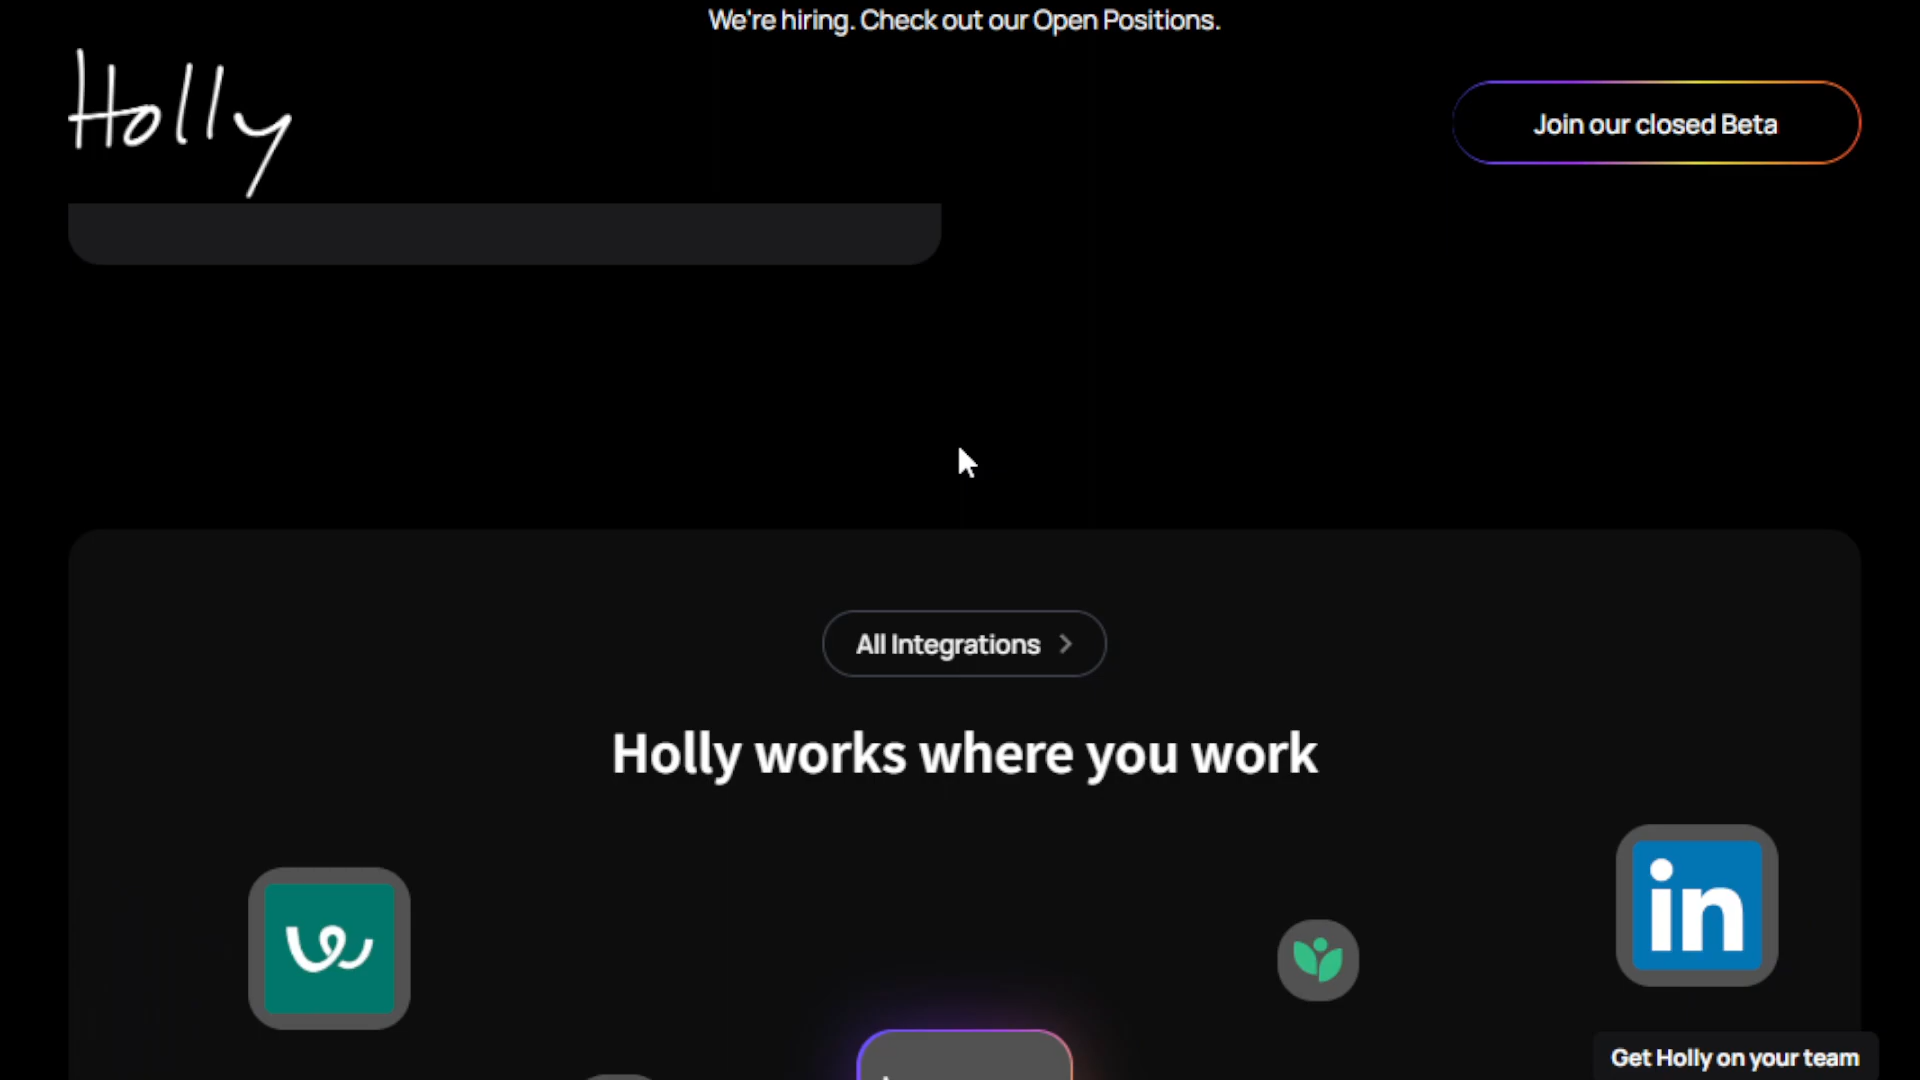 We're hiring. Check out our Open Positions.
Holly
Join our closed Beta
All Integrations
Holly works where you work
in
Get Holly on your team